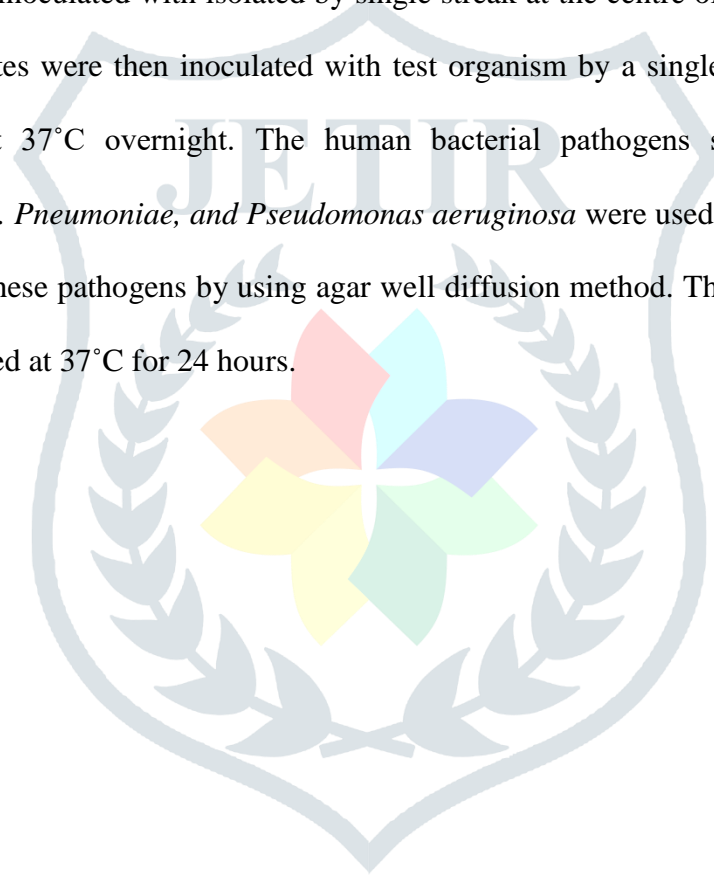 inoculated with isolated by single streak at the centre o
tes were then inoculated with test organism by a single
37˚C overnight. The human bacterial pathogens s
JETIR
. Pneumoniae, and Pseudomonas aeruginosa were used
hese pathogens by using agar well diffusion method. Th
ed at 37˚C for 24 hours.